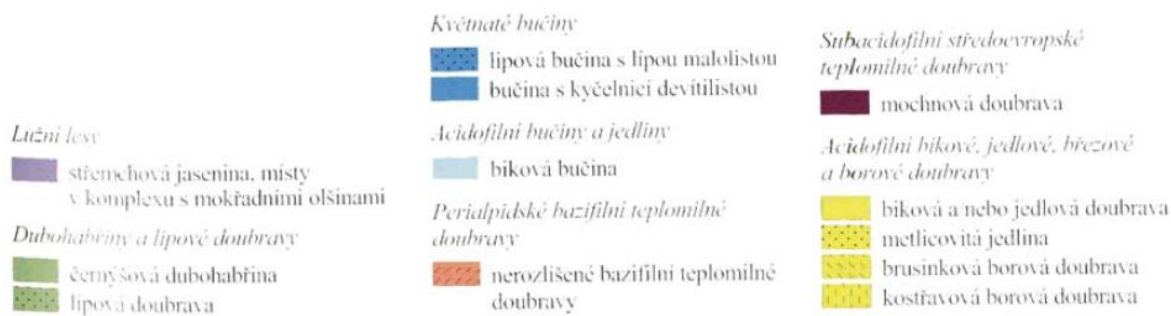 Lužní lesy
střemchová jasenina, místy
v komplexu s mokřadními olšinami
Dubohabřiny a lipové doubravy
černýšová dubohabřina
lipová doubrava
Květnaté bučiny
lipová bučina s lípou malolistou
bučina s kyčelnicí devítilistou
Acidofilní bučiny a jedliny
biková bučina
Perialpidské bazifilní teplomilné
doubravy
nerozlišené bazifilní teplomilné
doubravy
Subacidofilní středoevropské
teplomilné doubravy
mochnová doubrava
Acidofilní bikové, jedlové, březové
a borové doubravy
biková a nebo jedlová doubrava
metlicovitá jedlina
brusinková borová doubrava
kostřavová borová doubrava